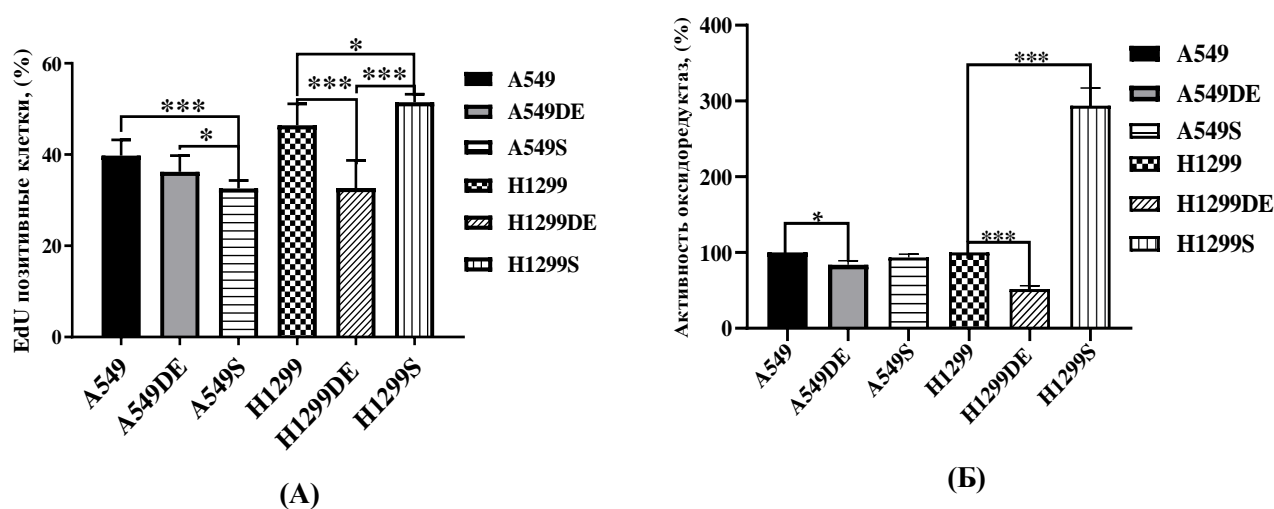 EdU позитивные клетки, (%)
60
40
20
0
***
*
***
***
*
A549
A549DE
A549S
H1299
H1299DE
H1299S
A549
A549DE
A549S
H1299
H1299DE
H1299S
(А)
Активность оксидоредуктаз, (%)
400
300
200
100
0
*
***
***
A549
A549DE
A549S
H1299
H1299DE
H1299S
A549
A549DE
A549S
H1299
H1299DE
H1299S
(Б)